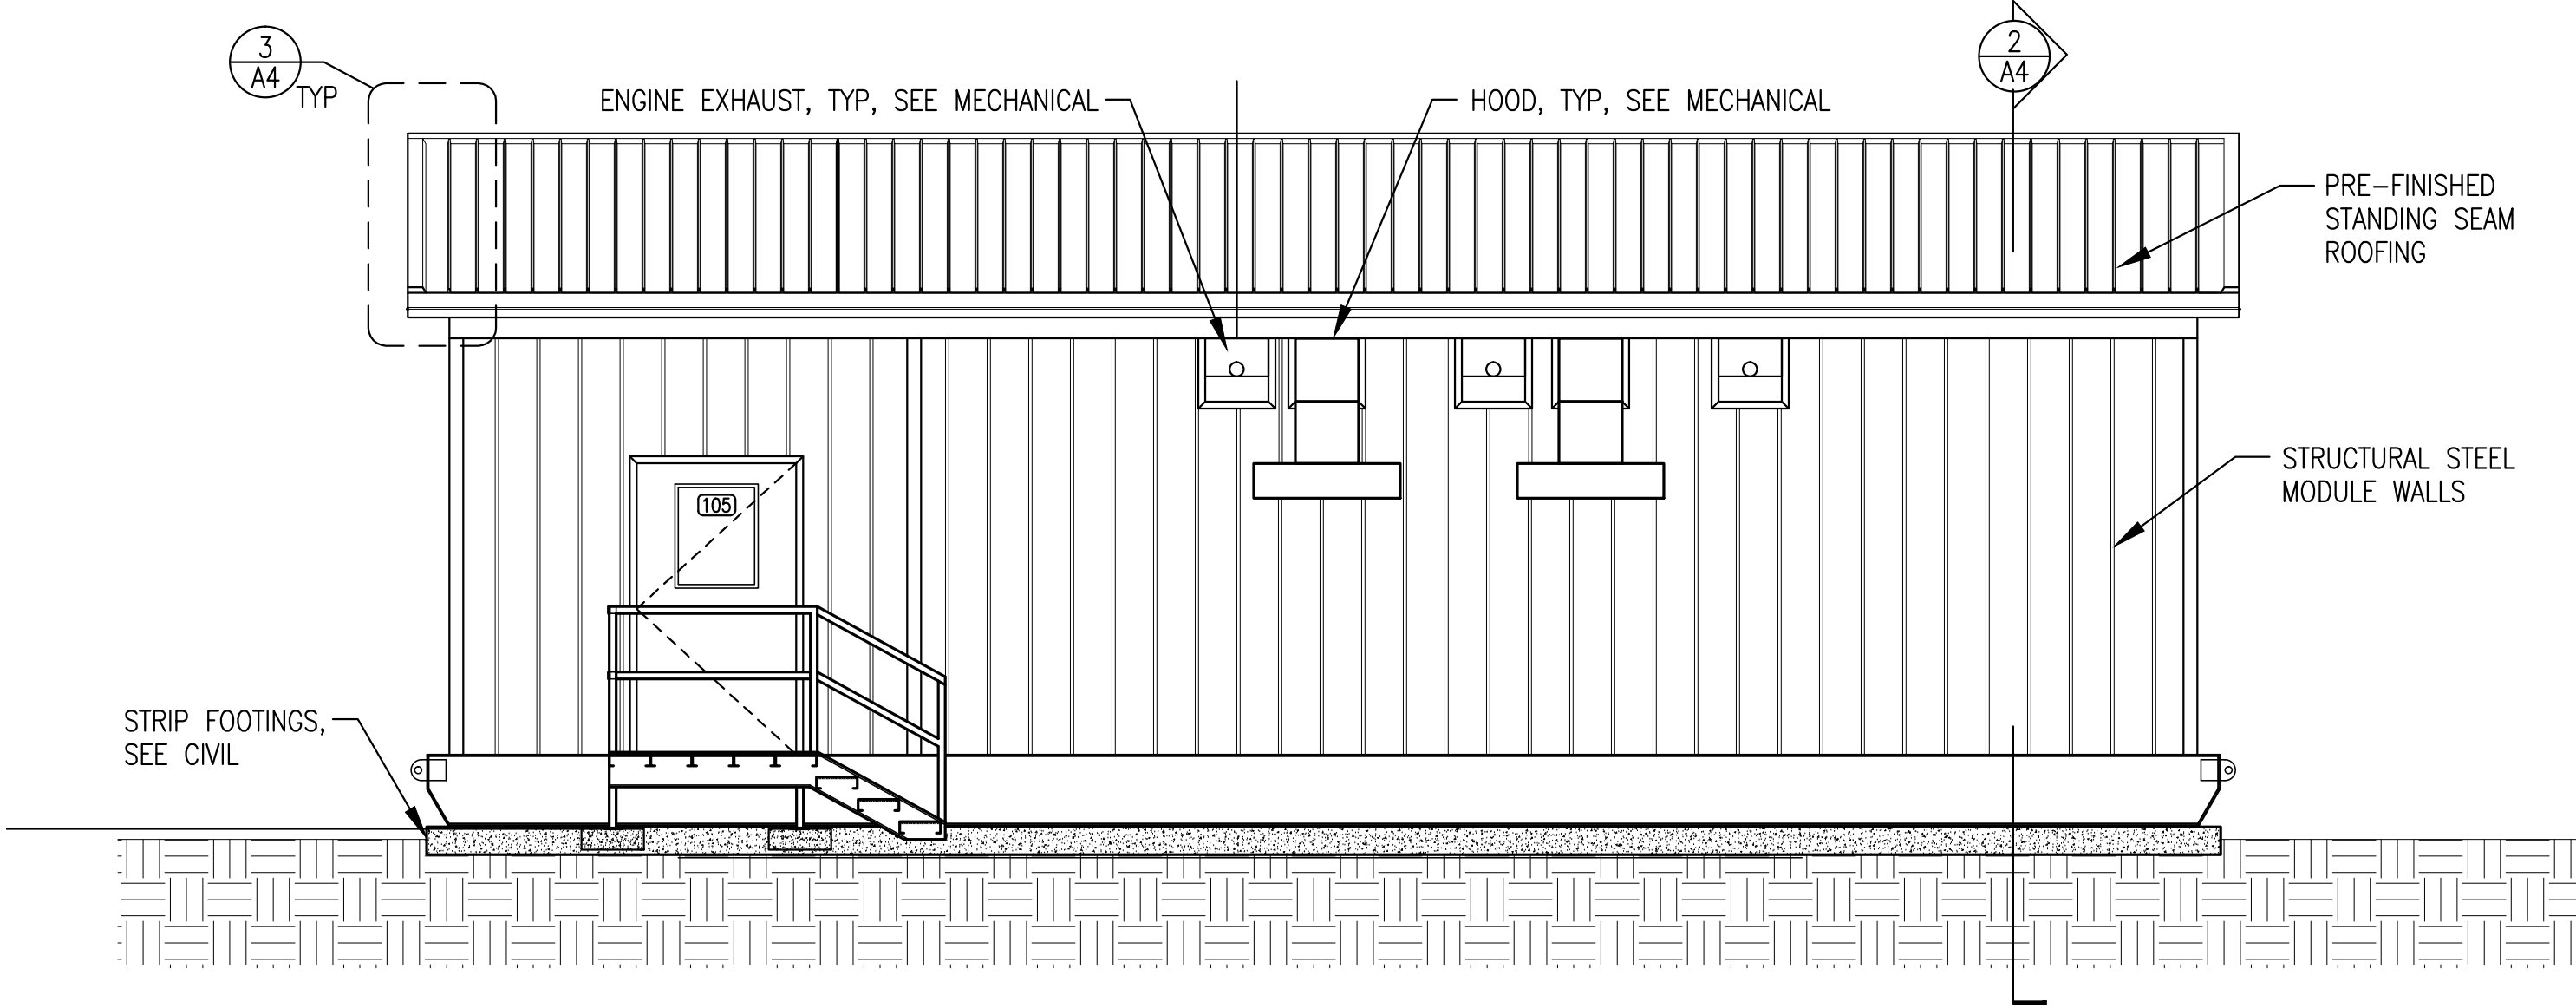 3
A4
TYP
ENGINE EXHAUST, TYP, SEE MECHANICAL
HOOD, TYP, SEE MECHANICAL
2
A4
PRE-FINISHED
STANDING SEAM
ROOFING
STRUCTURAL STEEL
MODULE WALLS
105
STRIP FOOTINGS,
SEE CIVIL